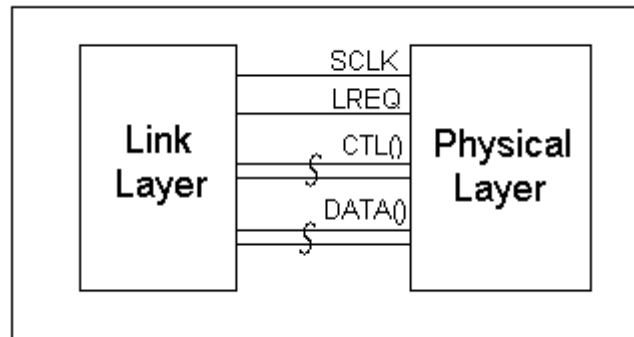 Link
Layer
SCLK
LREQ
CTL()
DATA()
Physical
Layer